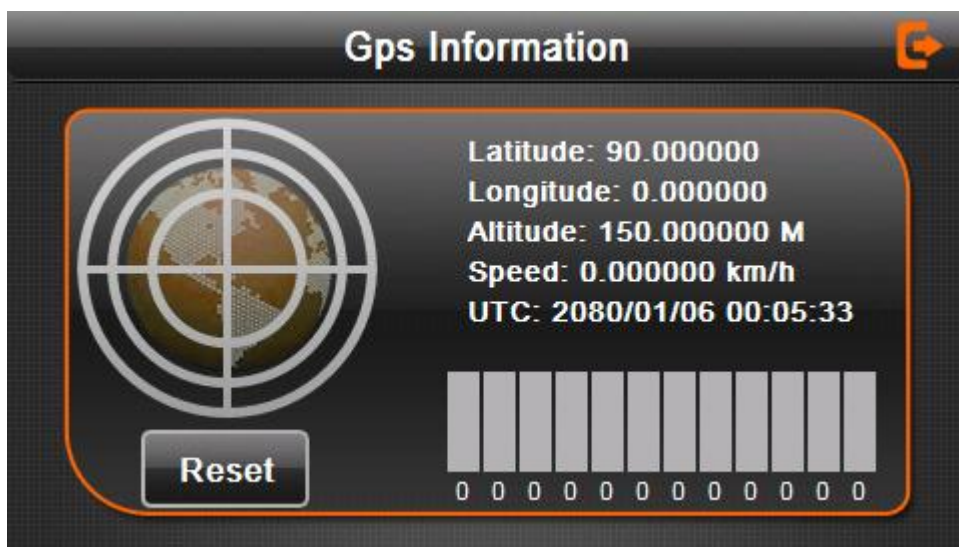 Gps Information
Latitude: 90.000000
Longitude: 0.000000
Altitude: 150.000000 M
Speed: 0.000000 km/h
UTC: 2080/01/06 00:05:33
Reset
0 0 0 0 0 0 0 0 0 0 0 0